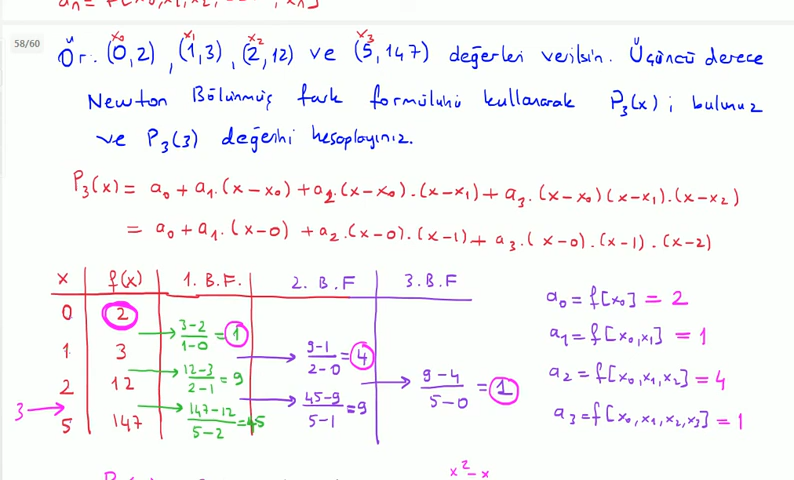 58/60
x₀ x₁ x₂ x₃
Ör. (0,2), (1,3), (2,12) ve (5,147) değerleri verilsin. Üçüncü derece
Newton Bölünmüş fark formülünü kullanarak P₃(x)'i bulunuz
ve P₃(3) değerini hesaplayınız.
P₃(x) = a₀ + a₁.(x-x₀) + a₂.(x-x₀).(x-x₁) + a₃.(x-x₀)(x-x₁).(x-x₂)
= a₀ + a₁.(x-0) + a₂.(x-0).(x-1) + a₃.(x-0).(x-1).(x-2)
x f(x) 1. B.F. 2. B.F 3. B.F
0 2
3-2/1-0 = 1
1 3 9-1/2-0 = 4
12-3/2-1 = 9 9-4/5-0 = 1
2 12 45-9/5-1 = 9
3 → 147-12/5-2 = 45
5 147
a₀ = f[x₀] = 2
a₁ = f[x₀,x₁] = 1
a₂ = f[x₀,x₁,x₂] = 4
a₃ = f[x₀,x₁,x₂,x₃] = 1
x²-x